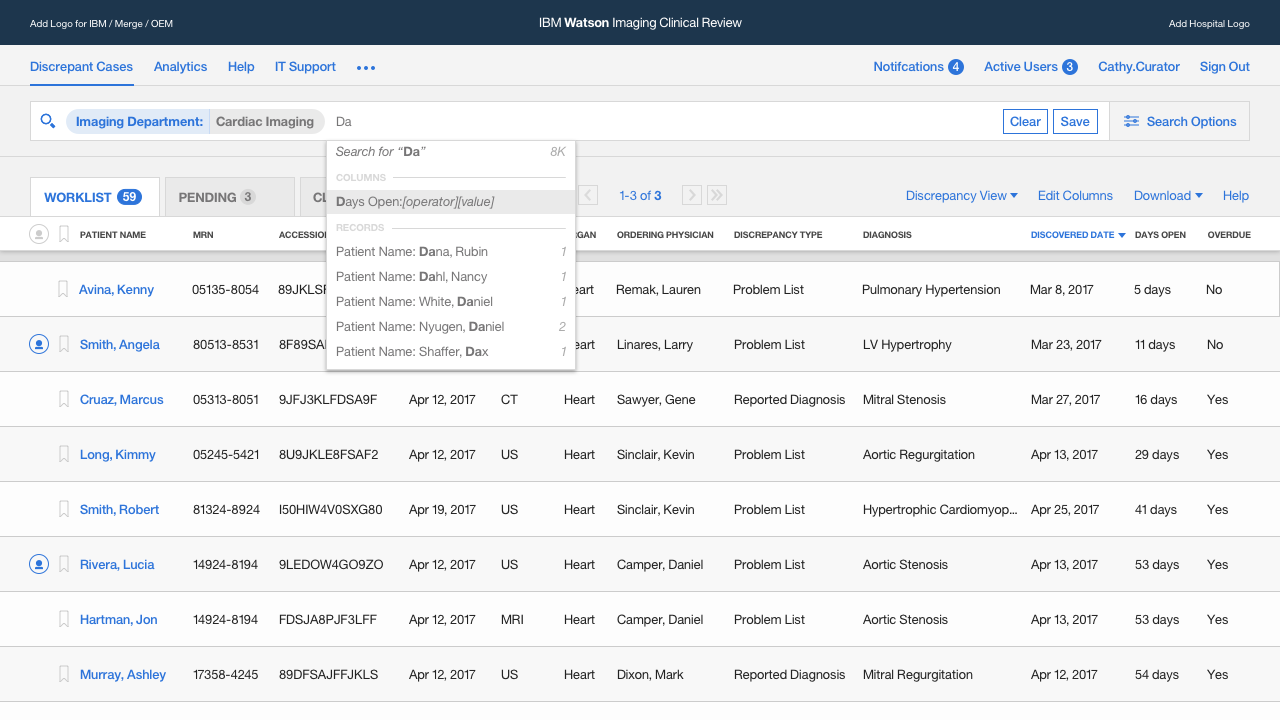 Add Logo for IBM / Merge / OEM
IBM Watson Imaging Clinical Review
Add Hospital Logo
Discrepant Cases Analytics Help IT Support •••
Notifcations 4 Active Users 3 Cathy.Curator Sign Out
Imaging Department: Cardiac Imaging Da Clear Save Search Options
Search for “Da” 8K
COLUMNS
Days Open:[operator][value]
RECORDS
Patient Name: Dana, Rubin 1
Patient Name: Dahl, Nancy 1
Patient Name: White, Daniel 1
Patient Name: Nyugen, Daniel 2
Patient Name: Shaffer, Dax 1
WORKLIST 59 PENDING 3 CL 1-3 of 3 Discrepancy View Edit Columns Download Help
PATIENT NAME MRN ACCESSION ORDERING PHYSICIAN DISCREPANCY TYPE DIAGNOSIS DISCOVERED DATE DAYS OPEN OVERDUE
Avina, Kenny 05135-8054 89JKLSF eart Remak, Lauren Problem List Pulmonary Hypertension Mar 8, 2017 5 days No
Smith, Angela 80513-8531 8F89SA eart Linares, Larry Problem List LV Hypertrophy Mar 23, 2017 11 days No
Cruaz, Marcus 05313-8051 9JFJ3KLFDSA9F Apr 12, 2017 CT Heart Sawyer, Gene Reported Diagnosis Mitral Stenosis Mar 27, 2017 16 days Yes
Long, Kimmy 05245-5421 8U9JKLE8FSAF2 Apr 12, 2017 US Heart Sinclair, Kevin Problem List Aortic Regurgitation Apr 13, 2017 29 days Yes
Smith, Robert 81324-8924 I50HIW4V0SXG80 Apr 19, 2017 US Heart Sinclair, Kevin Problem List Hypertrophic Cardiomyop... Apr 25, 2017 41 days Yes
Rivera, Lucia 14924-8194 9LEDOW4GO9ZO Apr 12, 2017 US Heart Camper, Daniel Problem List Aortic Stenosis Apr 13, 2017 53 days Yes
Hartman, Jon 14924-8194 FDSJA8PJF3LFF Apr 12, 2017 MRI Heart Camper, Daniel Problem List Aortic Stenosis Apr 13, 2017 53 days Yes
Murray, Ashley 17358-4245 89DFSAJFFJKLS Apr 12, 2017 US Heart Dixon, Mark Reported Diagnosis Mitral Regurgitation Apr 12, 2017 54 days Yes